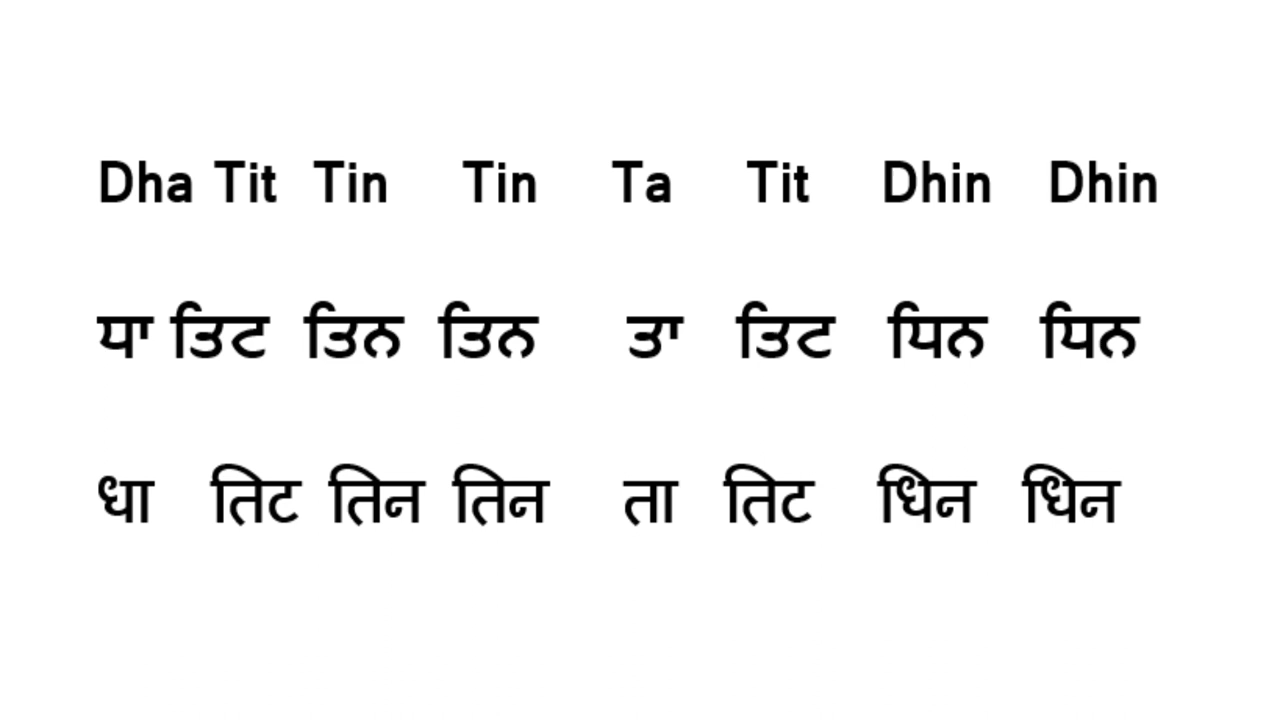 Dha Tit Tin Tin Ta Tit Dhin Dhin
ਧਾ ਤਿਟ ਤਿਨ ਤਿਨ ਤਾ ਤਿਟ ਧਿਨ ਧਿਨ
धा तिट तिन तिन ता तिट धिन धिन